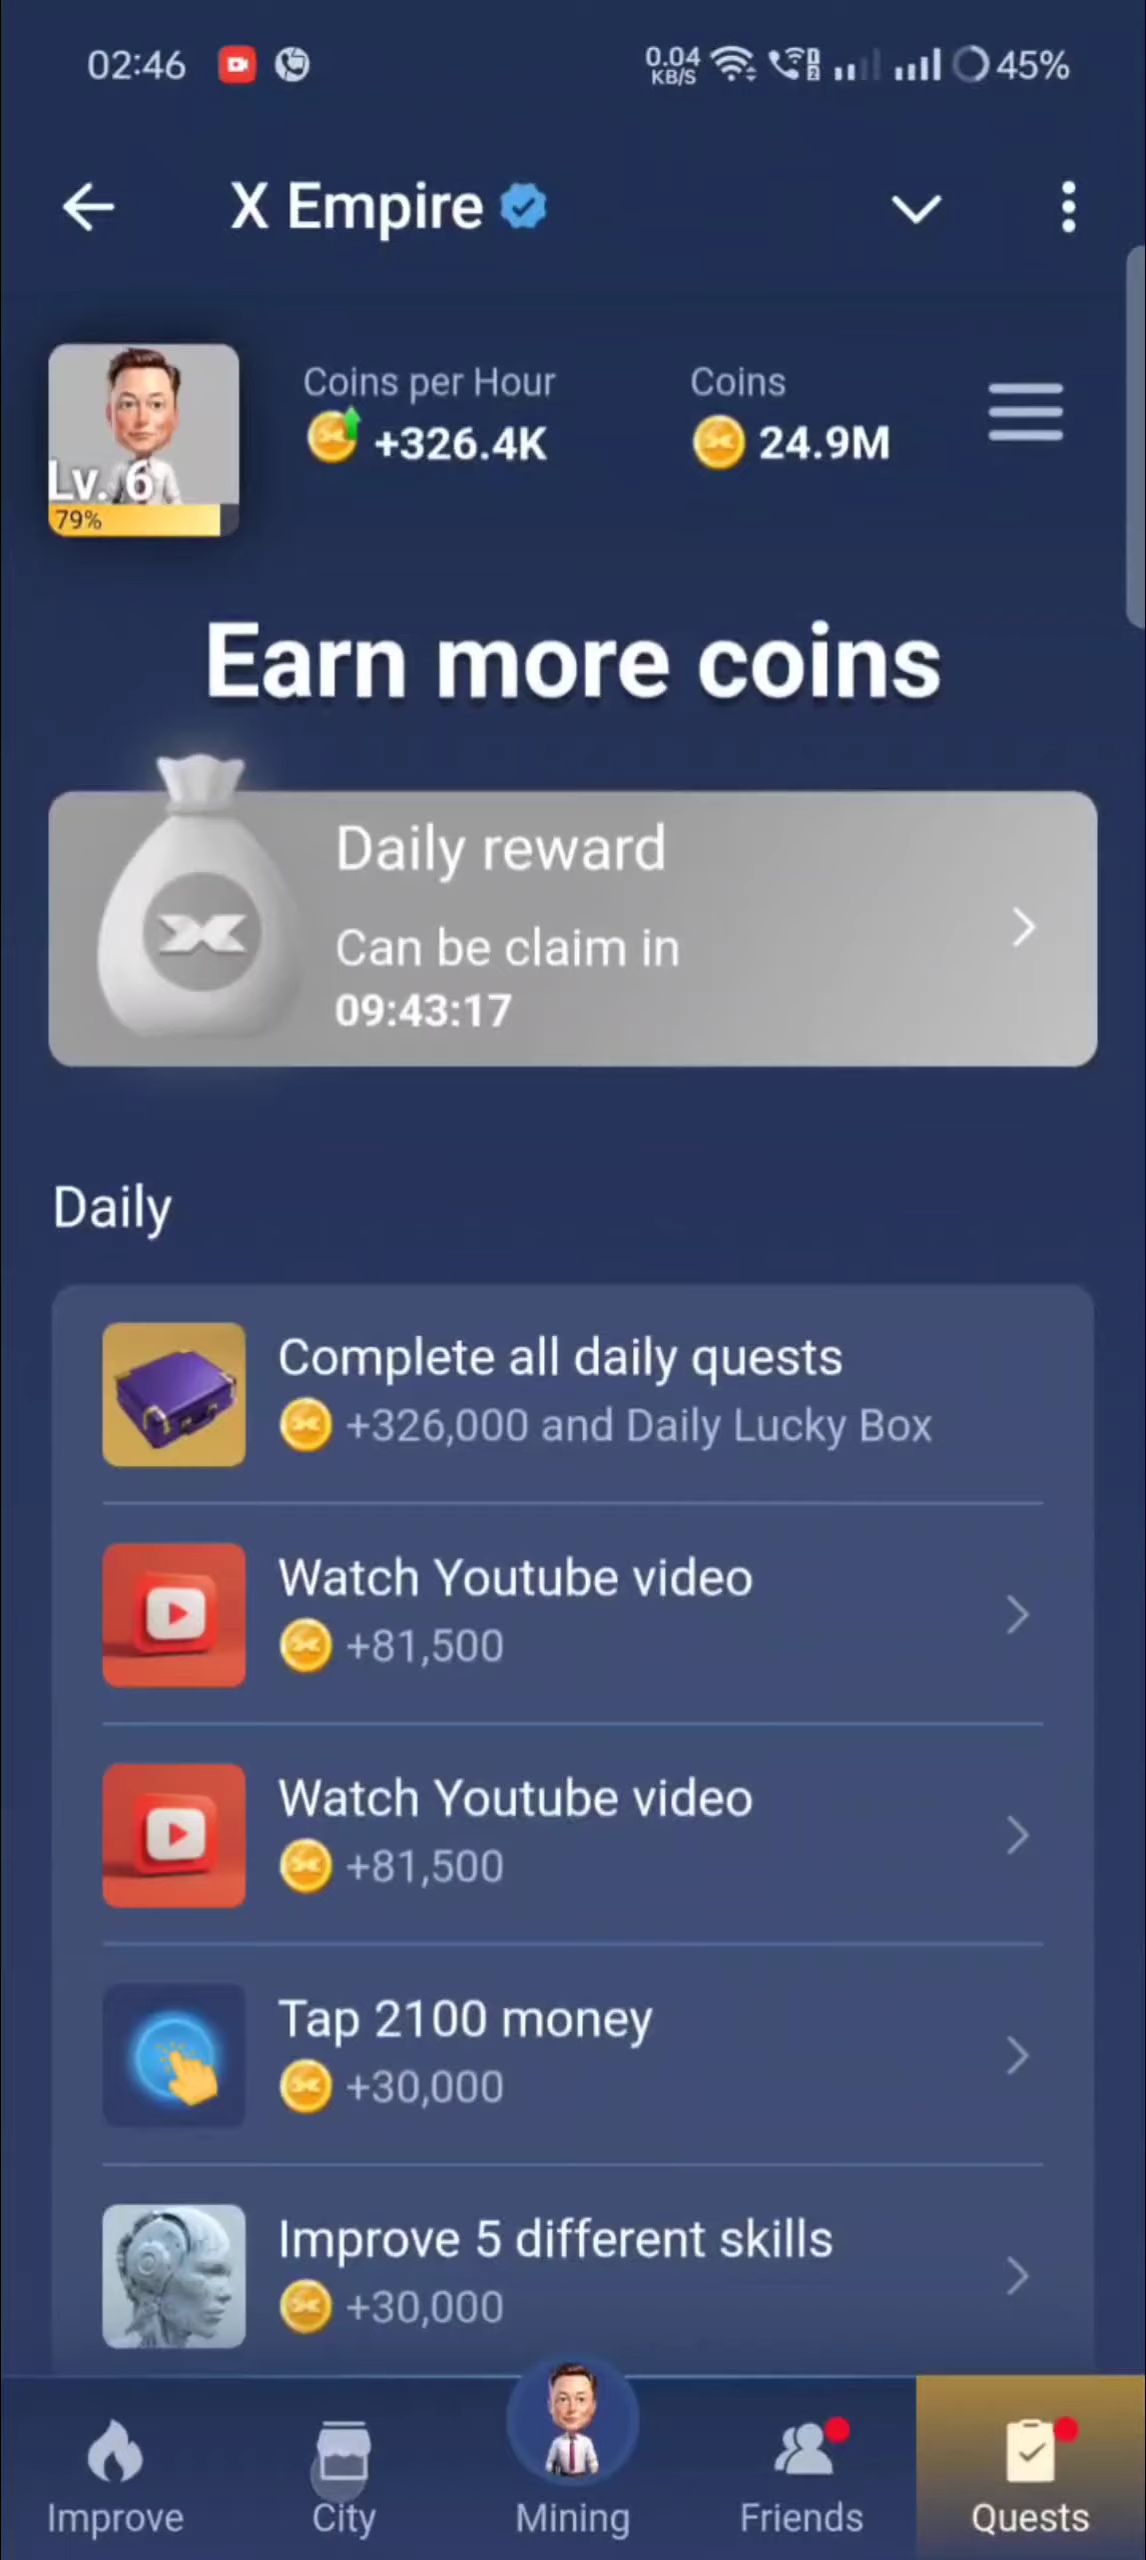 02:46
0.04 KB/S
45%
X Empire
Coins per Hour
+326.4K
Coins
24.9M
Lv. 6
79%
Earn more coins
Daily reward
Can be claim in
09:43:17
Daily
Complete all daily quests
+326,000 and Daily Lucky Box
Watch Youtube video
+81,500
Watch Youtube video
+81,500
Tap 2100 money
+30,000
Improve 5 different skills
+30,000
Improve
City
Mining
Friends
Quests